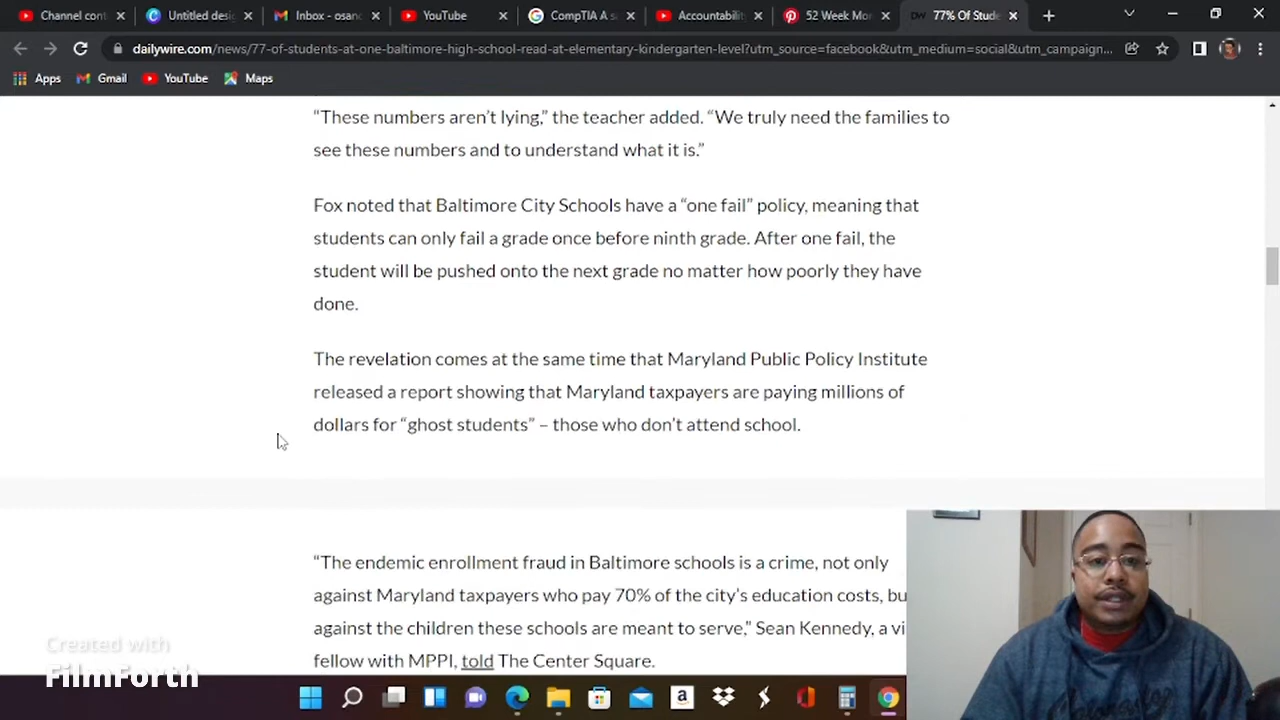 Channel cont
Untitled desi
Inbox - osan
YouTube
CompTIA A
Accountability
52 Week Mo
DW
77% Of Stude
dailywire.com/news/77-of-students-at-one-baltimore-high-school-read-at-elementary-kindergarten-level?utm_source=facebook&utm_medium=social&utm_campaign...
Apps
Gmail
YouTube
Maps
“These numbers aren’t lying,” the teacher added. “We truly need the families to
see these numbers and to understand what it is.”
Fox noted that Baltimore City Schools have a “one fail” policy, meaning that
students can only fail a grade once before ninth grade. After one fail, the
student will be pushed onto the next grade no matter how poorly they have
done.
The revelation comes at the same time that Maryland Public Policy Institute
released a report showing that Maryland taxpayers are paying millions of
dollars for “ghost students” – those who don’t attend school.
“The endemic enrollment fraud in Baltimore schools is a crime, not only
against Maryland taxpayers who pay 70% of the city’s education costs, bu
against the children these schools are meant to serve,” Sean Kennedy, a vi
fellow with MPPI, told The Center Square.
Created with
FilmForth